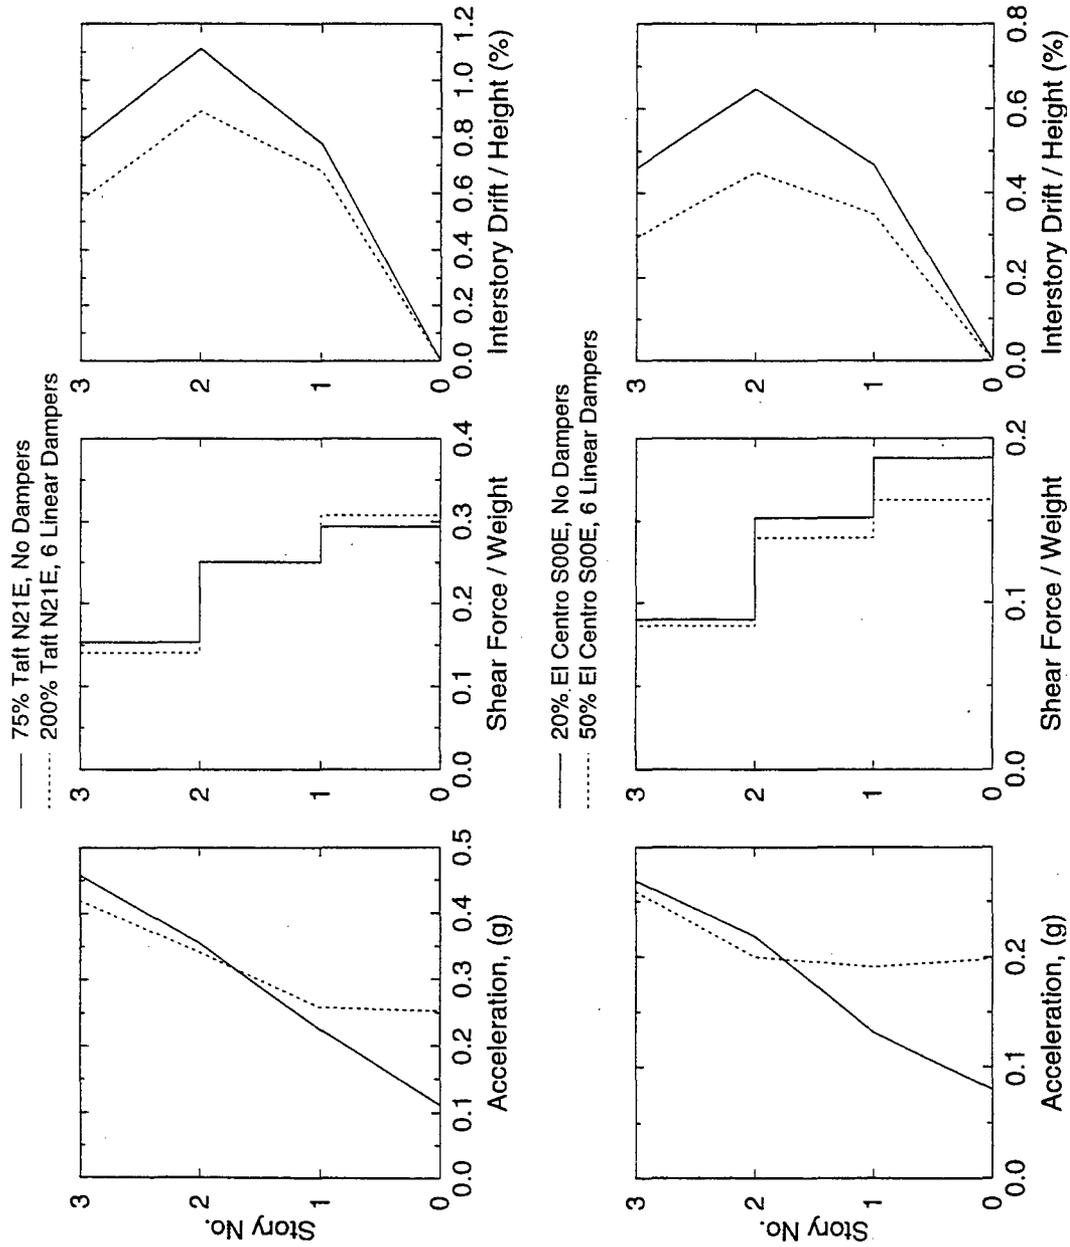 75% Taft N21E, No Dampers
200% Taft N21E, 6 Linear Dampers
Story No.
3
2
1
0
0.0 0.1 0.2 0.3 0.4 0.5
Acceleration, (g)
3
2
1
0
0.0 0.1 0.2 0.3 0.4
Shear Force / Weight
3
2
1
0
0.0 0.2 0.4 0.6 0.8 1.0 1.2
Interstory Drift / Height (%)
20%. El Centro S00E, No Dampers
50% El Centro S00E, 6 Linear Dampers
Story No.
3
2
1
0
0.0 0.1 0.2
Acceleration, (g)
3
2
1
0
0.0 0.1 0.2
Shear Force / Weight
3
2
1
0
0.0 0.2 0.4 0.6 0.8
Interstory Drift / Height (%)